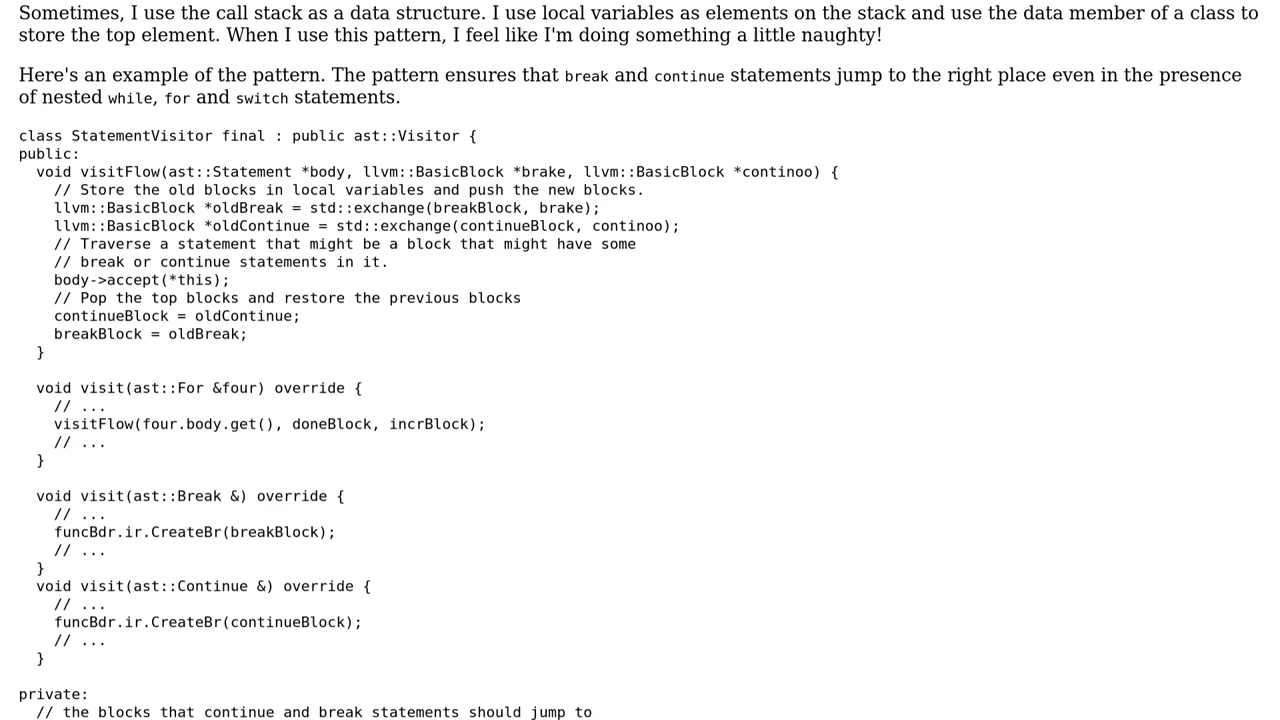 Sometimes, I use the call stack as a data structure. I use local variables as elements on the stack and use the data member of a class to
store the top element. When I use this pattern, I feel like I'm doing something a little naughty!
Here's an example of the pattern. The pattern ensures that break and continue statements jump to the right place even in the presence
of nested while, for and switch statements.
class StatementVisitor final : public ast::Visitor {
public:
  void visitFlow(ast::Statement *body, llvm::BasicBlock *brake, llvm::BasicBlock *continoo) {
    // Store the old blocks in local variables and push the new blocks.
    llvm::BasicBlock *oldBreak = std::exchange(breakBlock, brake);
    llvm::BasicBlock *oldContinue = std::exchange(continueBlock, continoo);
    // Traverse a statement that might be a block that might have some
    // break or continue statements in it.
    body->accept(*this);
    // Pop the top blocks and restore the previous blocks
    continueBlock = oldContinue;
    breakBlock = oldBreak;
  }
  void visit(ast::For &four) override {
    // ...
    visitFlow(four.body.get(), doneBlock, incrBlock);
    // ...
  }
  void visit(ast::Break &) override {
    // ...
    funcBdr.ir.CreateBr(breakBlock);
    // ...
  }
  void visit(ast::Continue &) override {
    // ...
    funcBdr.ir.CreateBr(continueBlock);
    // ...
  }
private:
  // the blocks that continue and break statements should jump to